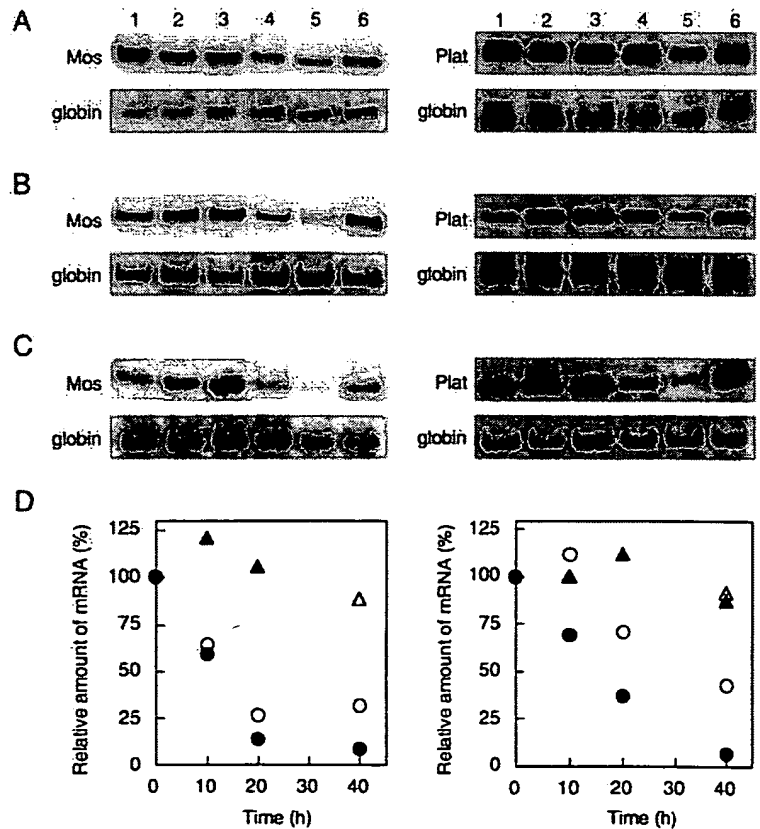 A
1 2 3 4 5 6
1 2 3 4 5 6
Mos
Plat
globin
globin
B
Mos
Plat
globin
globin
C
Mos
Plat
globin
globin
D
Relative amount of mRNA (%)
125
100
75
50
25
0
0 10 20 30 40
Time (h)
Relative amount of mRNA (%)
125
100
75
50
25
0
0 10 20 30 40
Time (h)